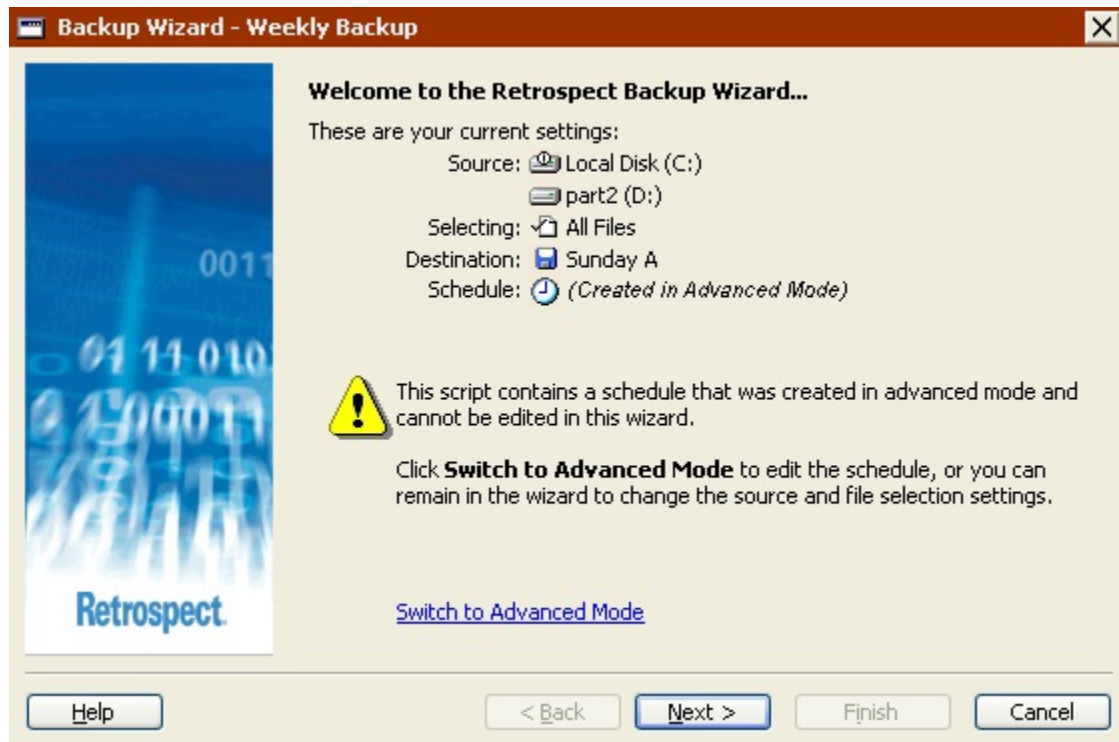 Backup Wizard - Weekly Backup
Welcome to the Retrospect Backup Wizard...
These are your current settings:
Source: Local Disk (C:)
part2 (D:)
Selecting: All Files
Destination: Sunday A
Schedule: (Created in Advanced Mode)
This script contains a schedule that was created in advanced mode and
cannot be edited in this wizard.
Click Switch to Advanced Mode to edit the schedule, or you can
remain in the wizard to change the source and file selection settings.
Switch to Advanced Mode
0011
01 11 010
Retrospect.
Help
< Back
Next >
Finish
Cancel